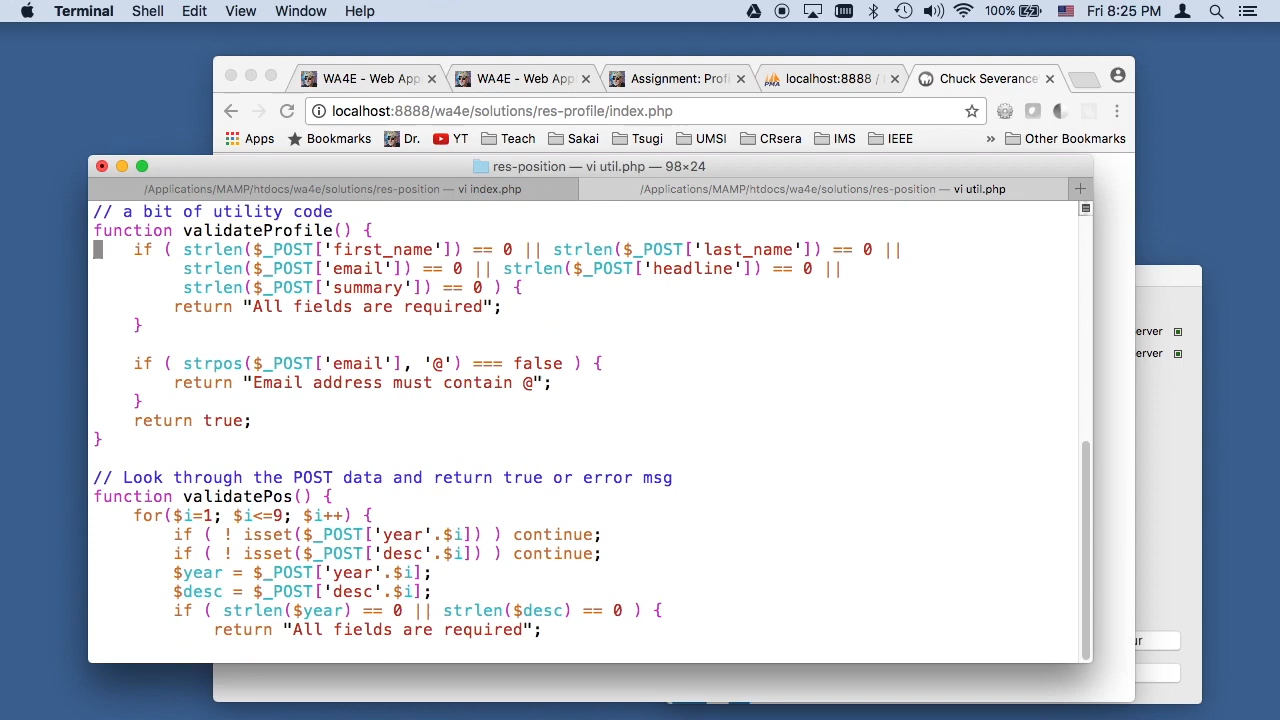 Terminal Shell Edit View Window Help 100% Fri 8:25 PM
WA4E - Web App WA4E - Web App Assignment: Profi localhost:8888 / Chuck Severance
localhost:8888/wa4e/solutions/res-profile/index.php
Apps Bookmarks Dr. YT Teach Sakai Tsugi UMSI CRsera IMS IEEE » Other Bookmarks
res-position — vi util.php — 98×24
/Applications/MAMP/htdocs/wa4e/solutions/res-position — vi index.php /Applications/MAMP/htdocs/wa4e/solutions/res-position — vi util.php +
// a bit of utility code
function validateProfile() {
    if ( strlen($_POST['first_name']) == 0 || strlen($_POST['last_name']) == 0 ||
         strlen($_POST['email']) == 0 || strlen($_POST['headline']) == 0 ||
         strlen($_POST['summary']) == 0 ) {
        return "All fields are required";
    }
    if ( strpos($_POST['email'], '@') === false ) {
        return "Email address must contain @";
    }
    return true;
}
// Look through the POST data and return true or error msg
function validatePos() {
    for($i=1; $i<=9; $i++) {
        if ( ! isset($_POST['year'.$i]) ) continue;
        if ( ! isset($_POST['desc'.$i]) ) continue;
        $year = $_POST['year'.$i];
        $desc = $_POST['desc'.$i];
        if ( strlen($year) == 0 || strlen($desc) == 0 ) {
            return "All fields are required";
erver
erver
ur